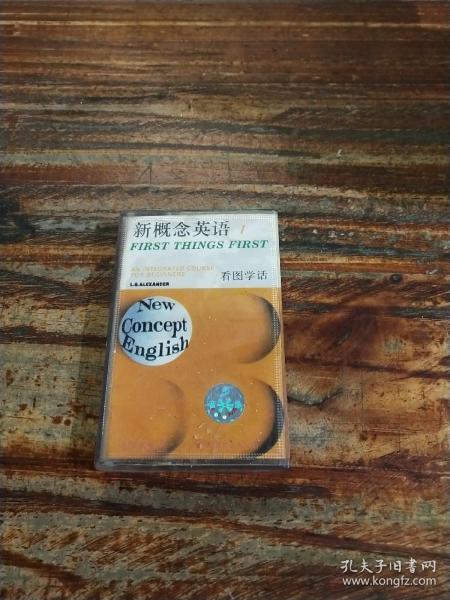 新概念英语 1
FIRST THINGS FIRST
AN INTEGRATED COURSE
FOR BEGINNERS
看图学话
L.G.ALEXANDER
New
Concept
English
孔夫子旧书网
www.kongfz.com